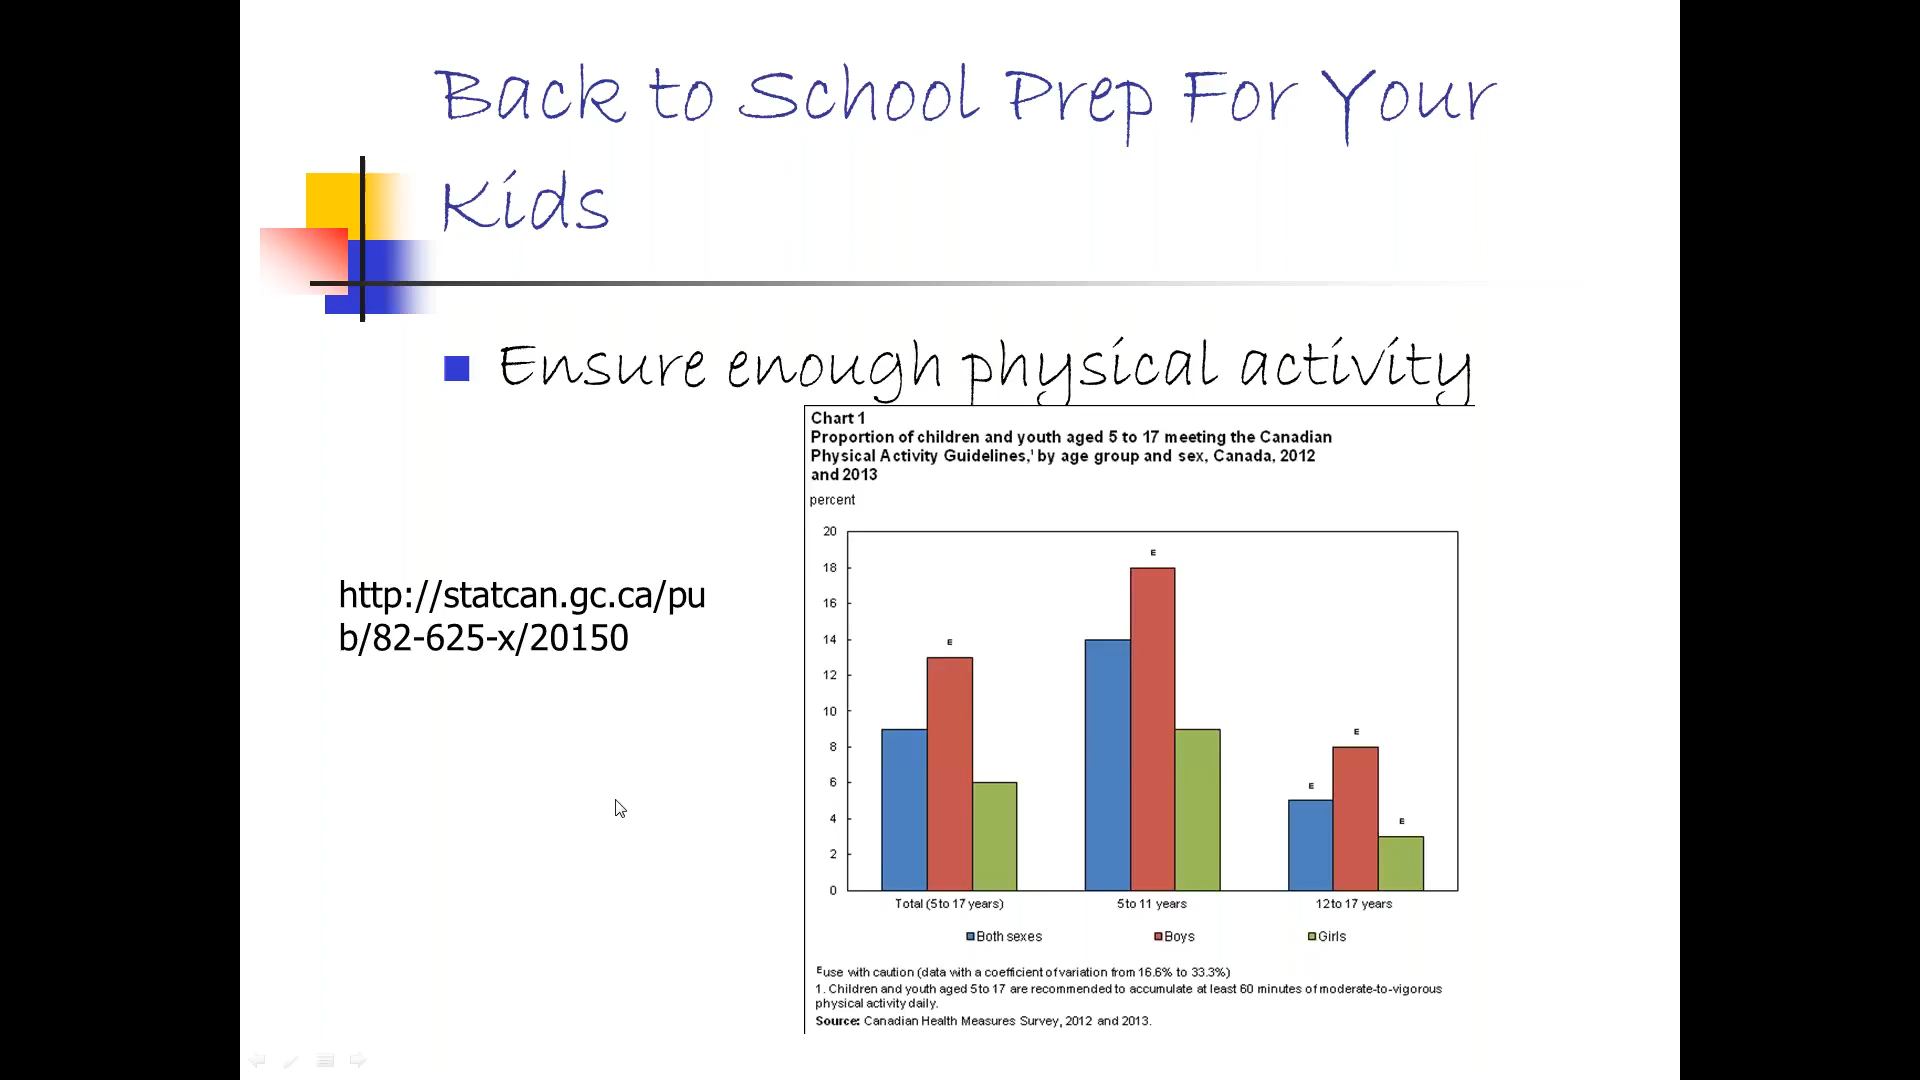 Back to School Prep For Your
Kids
Ensure enough physical activity
http://statcan.gc.ca/pu
b/82-625-x/20150
Chart 1
Proportion of children and youth aged 5 to 17 meeting the Canadian
Physical Activity Guidelines,¹ by age group and sex, Canada, 2012
and 2013
percent
20
18
16
14
12
10
8
6
4
2
0
E
E
E
E
E
Total (5 to 17 years)
5 to 11 years
12 to 17 years
Both sexes
Boys
Girls
E use with caution (data with a coefficient of variation from 16.6% to 33.3%)
1. Children and youth aged 5 to 17 are recommended to accumulate at least 60 minutes of moderate-to-vigorous
physical activity daily.
Source: Canadian Health Measures Survey, 2012 and 2013.